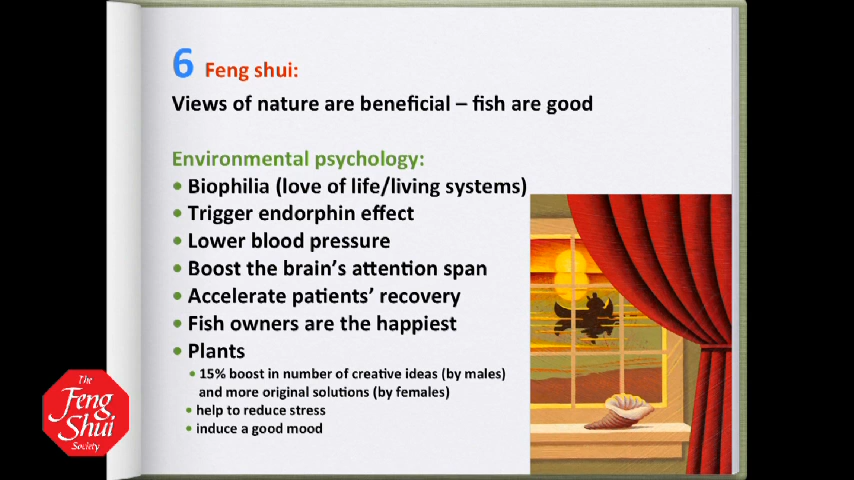 6 Feng shui:
Views of nature are beneficial – fish are good
Environmental psychology:
• Biophilia (love of life/living systems)
• Trigger endorphin effect
• Lower blood pressure
• Boost the brain's attention span
• Accelerate patients' recovery
• Fish owners are the happiest
• Plants
• 15% boost in number of creative ideas (by males)
and more original solutions (by females)
• help to reduce stress
• induce a good mood
The
Feng
Shui
Society